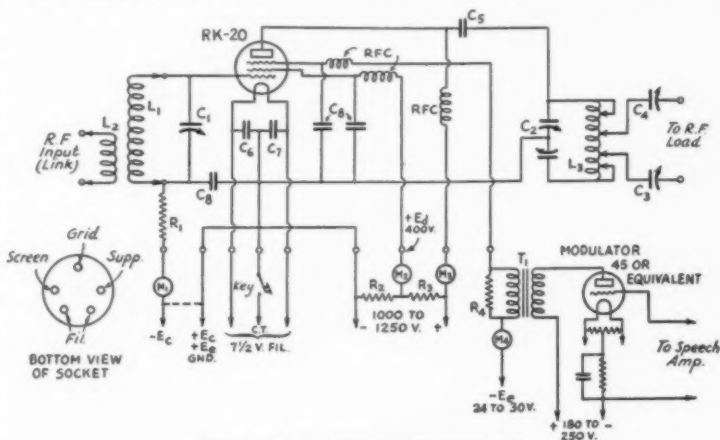 RK-20
RFC
C5
L2
L1
C1
C8
C6
C7
RFC
C2
L3
C4
C3
R.F.
Input
(Link)
To R.F.
Load
C8
R1
+Ed
400V.
Grid
Screen
Supp.
Fil.
BOTTOM VIEW
OF SOCKET
M1
-Ec
+Ec
+Ee
GND.
Key
C.T.
7½ V. FIL.
M2
M3
R2
R3
-
1000 TO
1250 V.
+
R4
T1
M4
-Ee
24 TO 30V.
MODULATOR
45 OR
EQUIVALENT
To Speech
Amp.
+ 180 TO -
250 V.